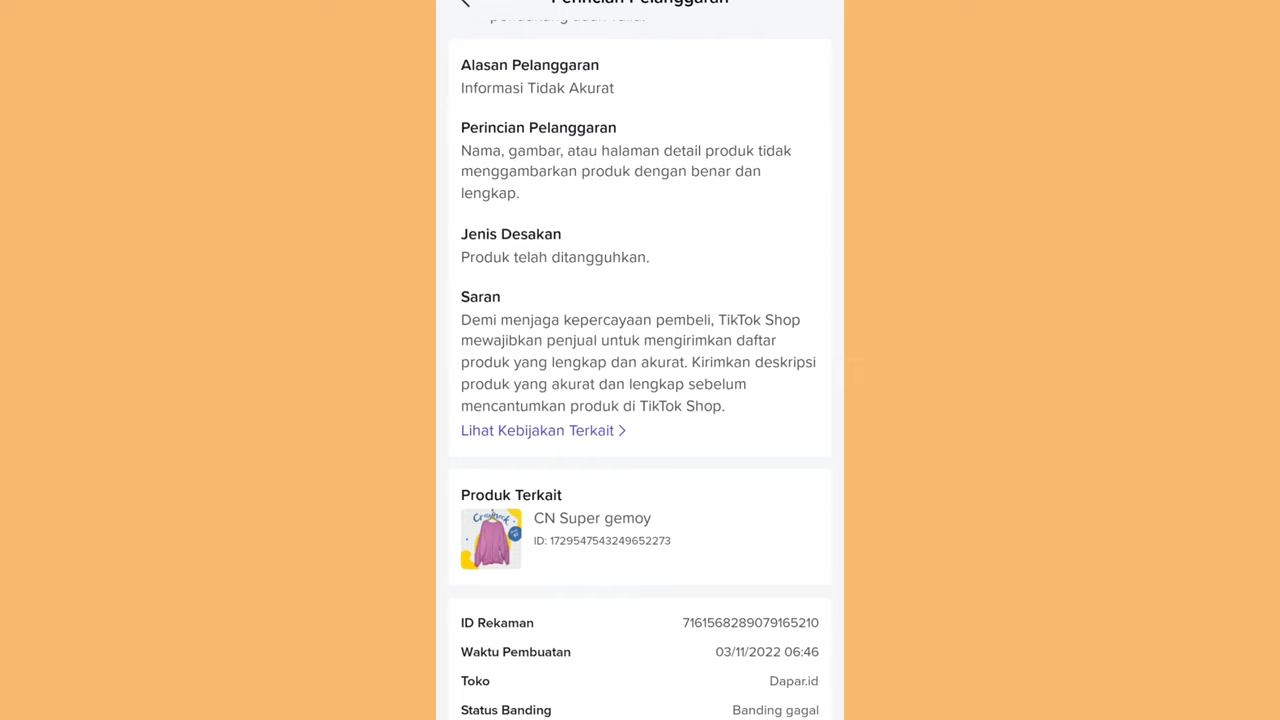 Perincian Pelanggaran
Alasan Pelanggaran
Informasi Tidak Akurat
Perincian Pelanggaran
Nama, gambar, atau halaman detail produk tidak
menggambarkan produk dengan benar dan
lengkap.
Jenis Desakan
Produk telah ditangguhkan.
Saran
Demi menjaga kepercayaan pembeli, TikTok Shop
mewajibkan penjual untuk mengirimkan daftar
produk yang lengkap dan akurat. Kirimkan deskripsi
produk yang akurat dan lengkap sebelum
mencantumkan produk di TikTok Shop.
Lihat Kebijakan Terkait >
Produk Terkait
Crewneck
CN Super gemoy
ID: 1729547543249652273
ID Rekaman 7161568289079165210
Waktu Pembuatan 03/11/2022 06:46
Toko Dapar.id
Status Banding Banding gagal